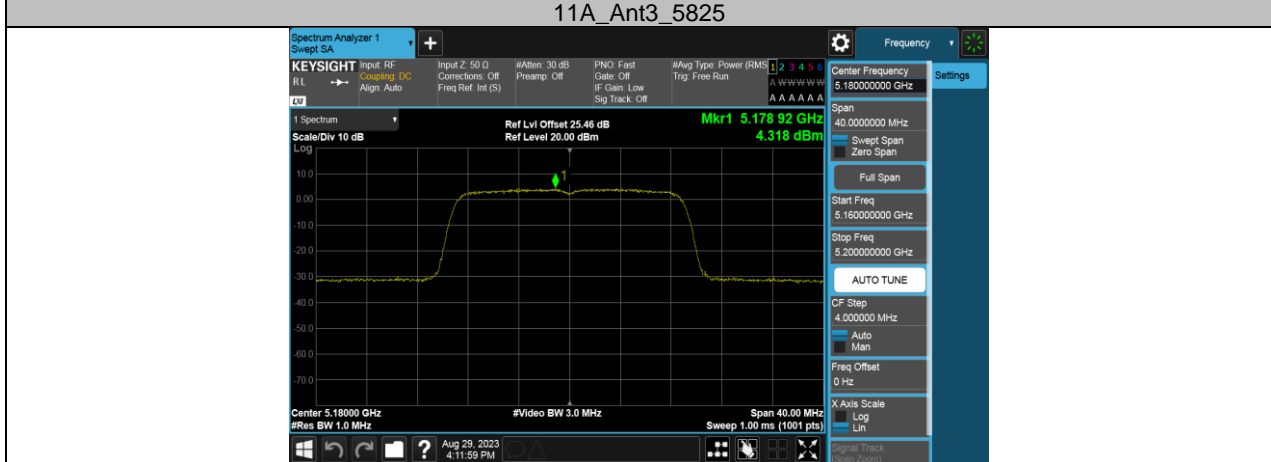 11A_Ant3_5825
Spectrum Analyzer 1
Swept SA
+
Frequency
KEYSIGHT
RL
LXI
Input: RF
Coupling: DC
Align: Auto
Input Z: 50 Ω
Corrections: Off
Freq Ref: Int (S)
#Atten: 30 dB
Preamp: Off
PNO: Fast
Gate: Off
IF Gain: Low
Sig Track: Off
#Avg Type: Power (RMS
Trig: Free Run
1 2 3 4 5 6
A W W W W W
A A A A A A
1 Spectrum
Scale/Div 10 dB
Log
Ref Lvl Offset 25.46 dB
Ref Level 20.00 dBm
Mkr1 5.178 92 GHz
4.318 dBm
1
10.0
0.00
-10.0
-20.0
-30.0
-40.0
-50.0
-60.0
-70.0
Center 5.18000 GHz
#Res BW 1.0 MHz
#Video BW 3.0 MHz
Span 40.00 MHz
Sweep 1.00 ms (1001 pts)
?
Aug 29, 2023
4:11:59 PM
Center Frequency
5.180000000 GHz
Settings
Span
40.0000000 MHz
Swept Span
Zero Span
Full Span
Start Freq
5.160000000 GHz
Stop Freq
5.200000000 GHz
AUTO TUNE
CF Step
4.000000 MHz
Auto
Man
Freq Offset
0 Hz
X Axis Scale
Log
Lin
Signal Track
(Span Zoom)